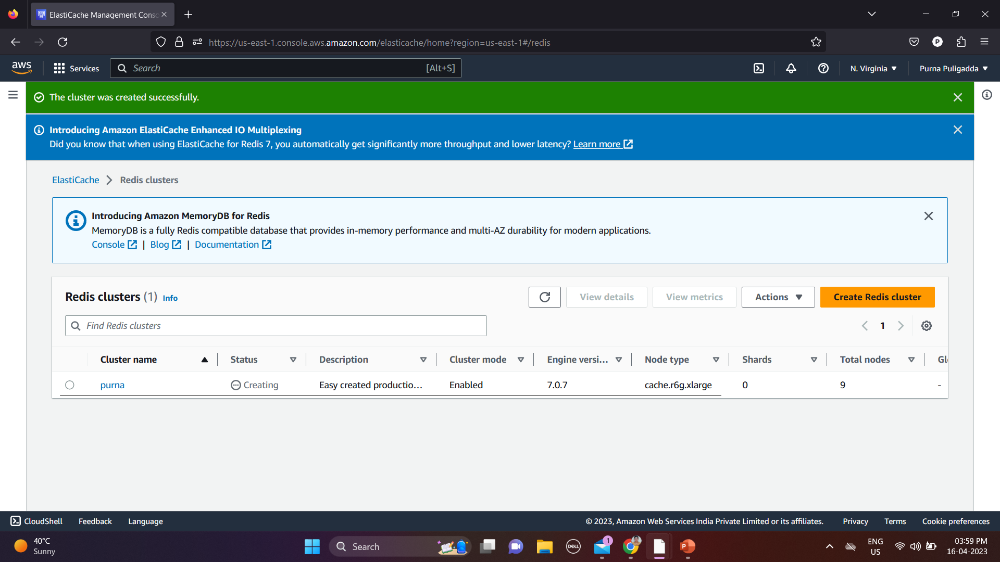 ElastiCache Management Conso
https://us-east-1.console.aws.amazon.com/elasticache/home?region=us-east-1#/redis
P
aws
Services
Search
[Alt+S]
N. Virginia
Purna Puligadda
The cluster was created successfully.
Introducing Amazon ElastiCache Enhanced IO Multiplexing
Did you know that when using ElastiCache for Redis 7, you automatically get significantly more throughput and lower latency? Learn more
ElastiCache > Redis clusters
Introducing Amazon MemoryDB for Redis
MemoryDB is a fully Redis compatible database that provides in-memory performance and multi-AZ durability for modern applications.
Console | Blog | Documentation
Redis clusters (1) Info
View details
View metrics
Actions
Create Redis cluster
Find Redis clusters
1
Cluster name Status Description Cluster mode Engine versi... Node type Shards Total nodes Gl
purna Creating Easy created productio... Enabled 7.0.7 cache.r6g.xlarge 0 9 -
CloudShell Feedback Language
© 2023, Amazon Web Services India Private Limited or its affiliates. Privacy Terms Cookie preferences
40°C
Sunny
Search
DELL
1
P
ENG
US
03:59 PM
16-04-2023